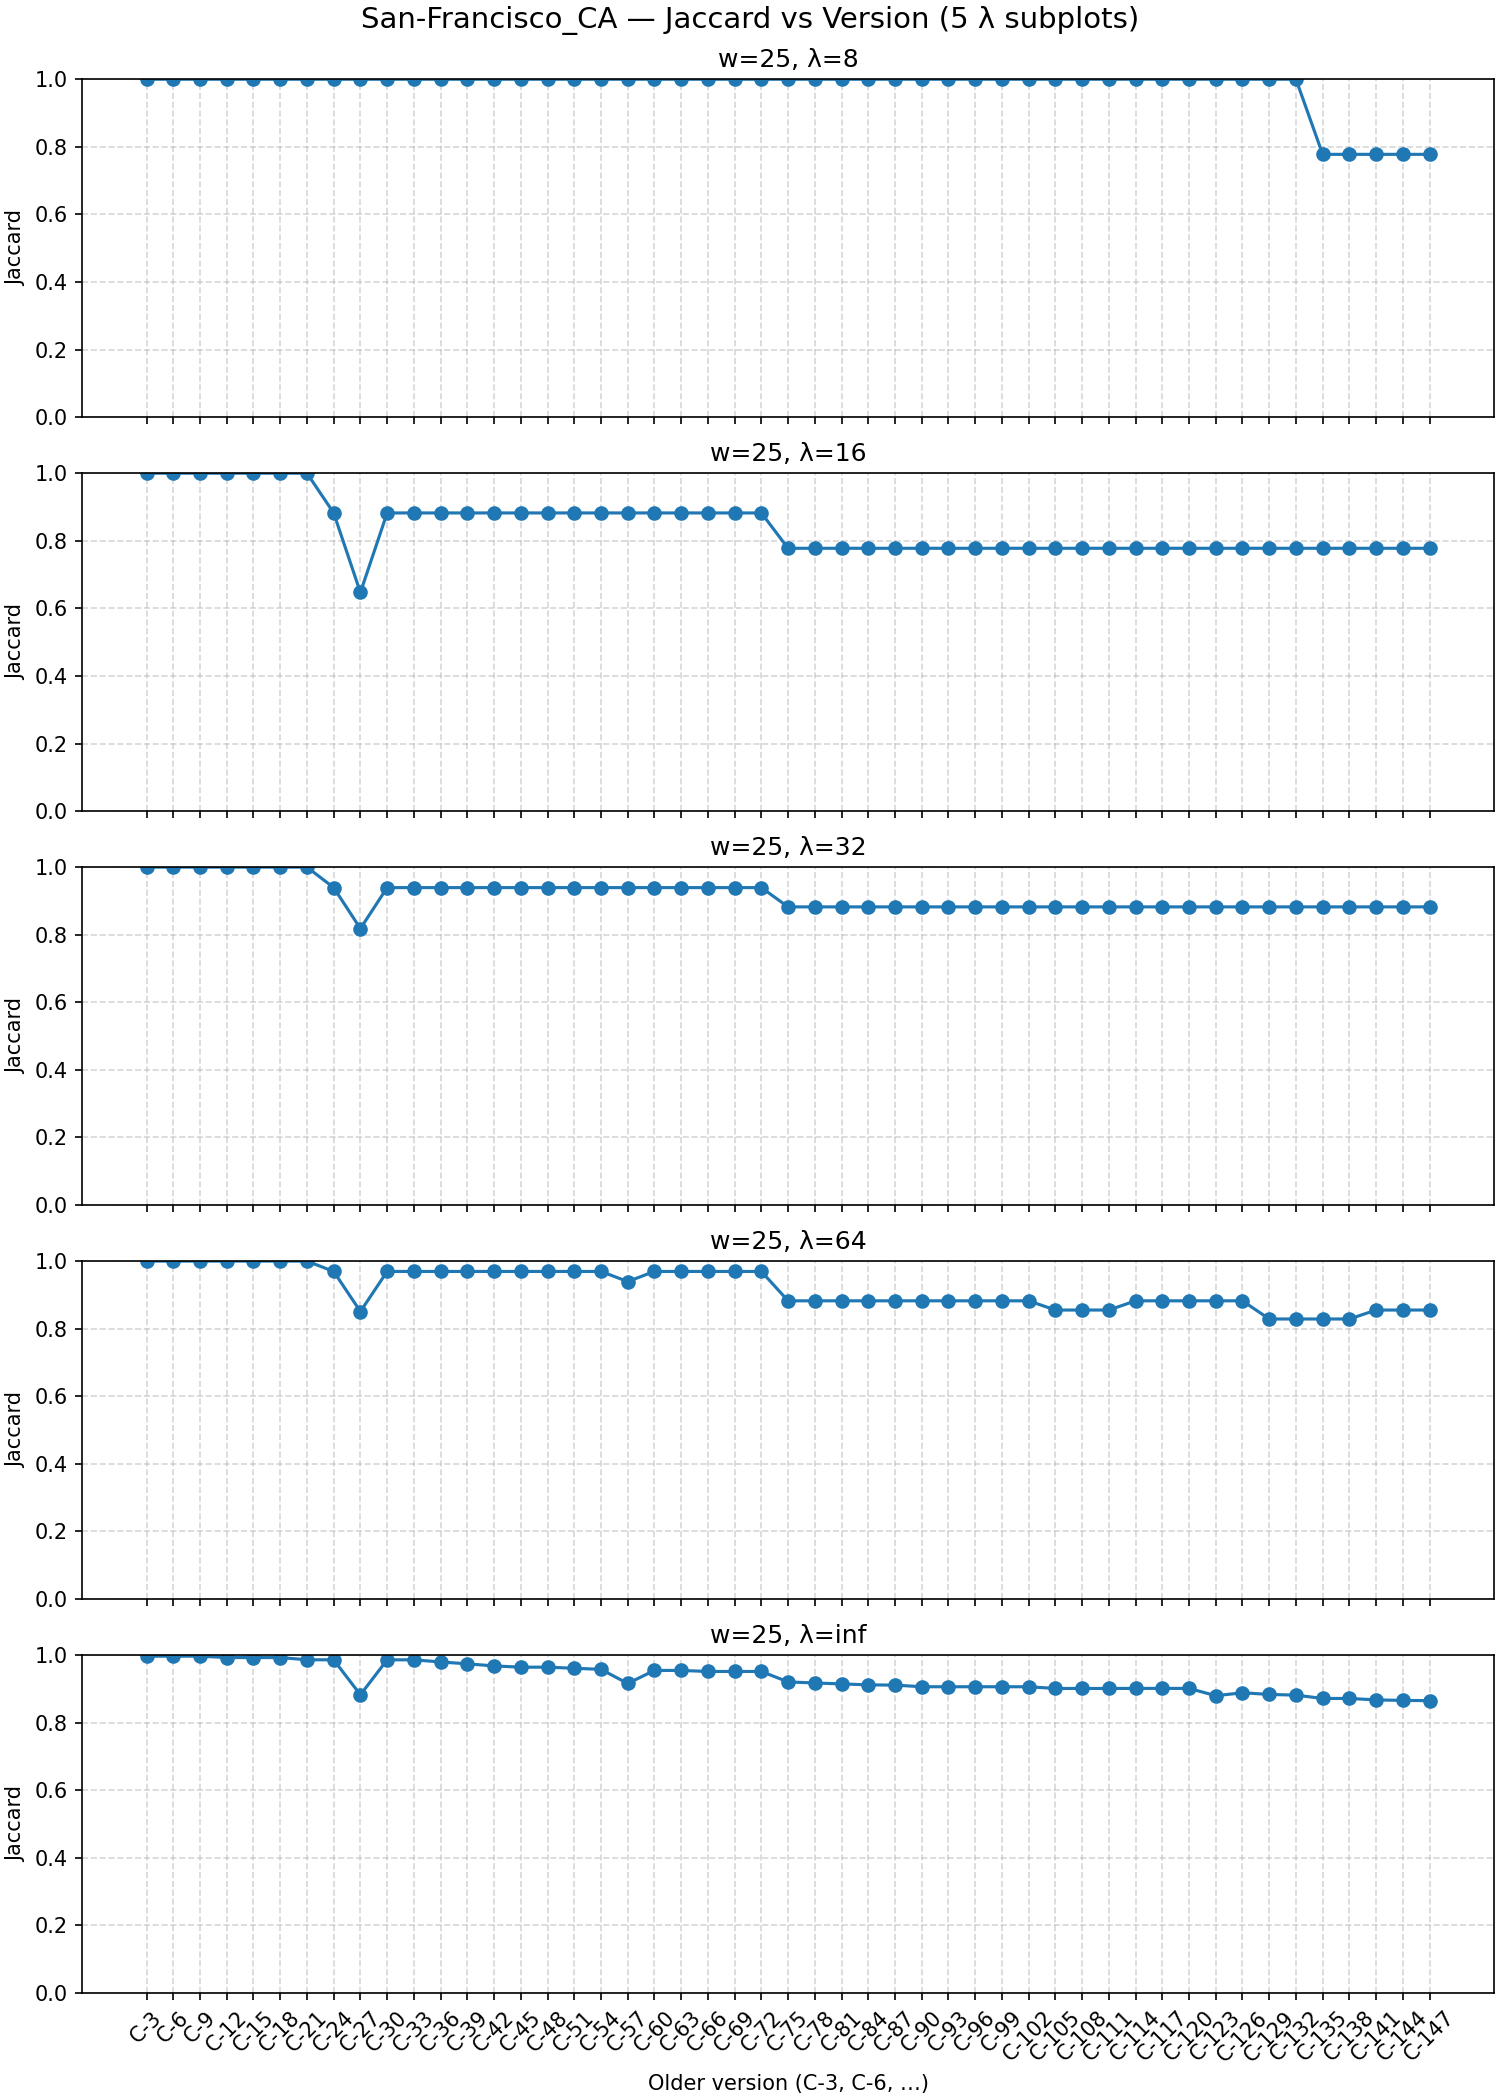 San-Francisco_CA — Jaccard vs Version (5 λ subplots)
w=25, λ=8
1.0
0.8
0.6
0.4
0.2
0.0
Jaccard
w=25, λ=16
1.0
0.8
0.6
0.4
0.2
0.0
Jaccard
w=25, λ=32
1.0
0.8
0.6
0.4
0.2
0.0
Jaccard
w=25, λ=64
1.0
0.8
0.6
0.4
0.2
0.0
Jaccard
w=25, λ=inf
1.0
0.8
0.6
0.4
0.2
0.0
Jaccard
C-3
C-6
C-9
C-12
C-15
C-18
C-21
C-24
C-27
C-30
C-33
C-36
C-39
C-42
C-45
C-48
C-51
C-54
C-57
C-60
C-63
C-66
C-69
C-72
C-75
C-78
C-81
C-84
C-87
C-90
C-93
C-96
C-99
C-102
C-105
C-108
C-111
C-114
C-117
C-120
C-123
C-126
C-129
C-132
C-135
C-138
C-141
C-144
C-147
Older version (C-3, C-6, ...)